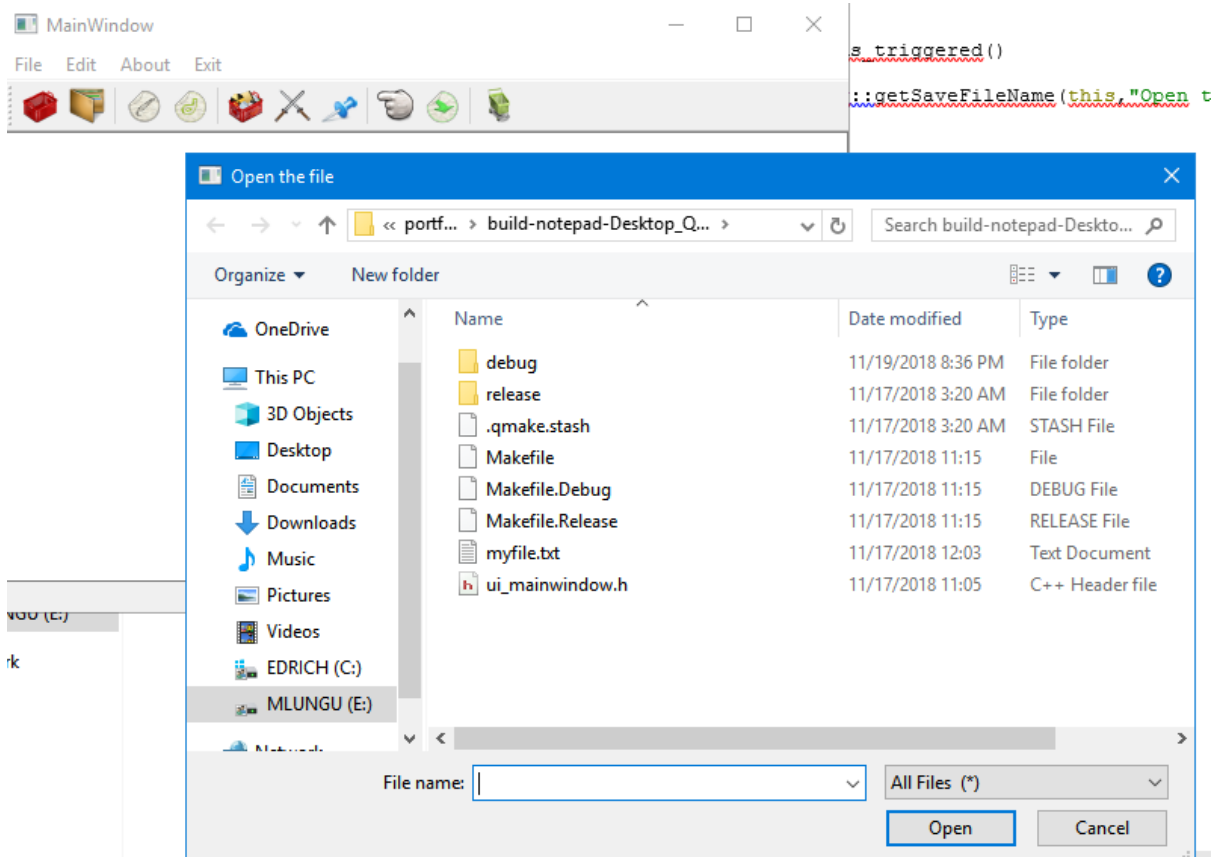 MainWindow
File Edit About Exit
s_triggered()
::getSaveFileName(this,"Open t
Open the file
« portf... > build-notepad-Desktop_Q... >
Search build-notepad-Deskto...
Organize
New folder
Name Date modified Type
OneDrive
This PC
3D Objects
Desktop
Documents
Downloads
Music
Pictures
Videos
EDRICH (C:)
MLUNGU (E:)
Network
debug 11/19/2018 8:36 PM File folder
release 11/17/2018 3:20 AM File folder
.qmake.stash 11/17/2018 3:20 AM STASH File
Makefile 11/17/2018 11:15 File
Makefile.Debug 11/17/2018 11:15 DEBUG File
Makefile.Release 11/17/2018 11:15 RELEASE File
myfile.txt 11/17/2018 12:03 Text Document
ui_mainwindow.h 11/17/2018 11:05 C++ Header file
NGU (E:)
rk
File name:
All Files (*)
Open Cancel